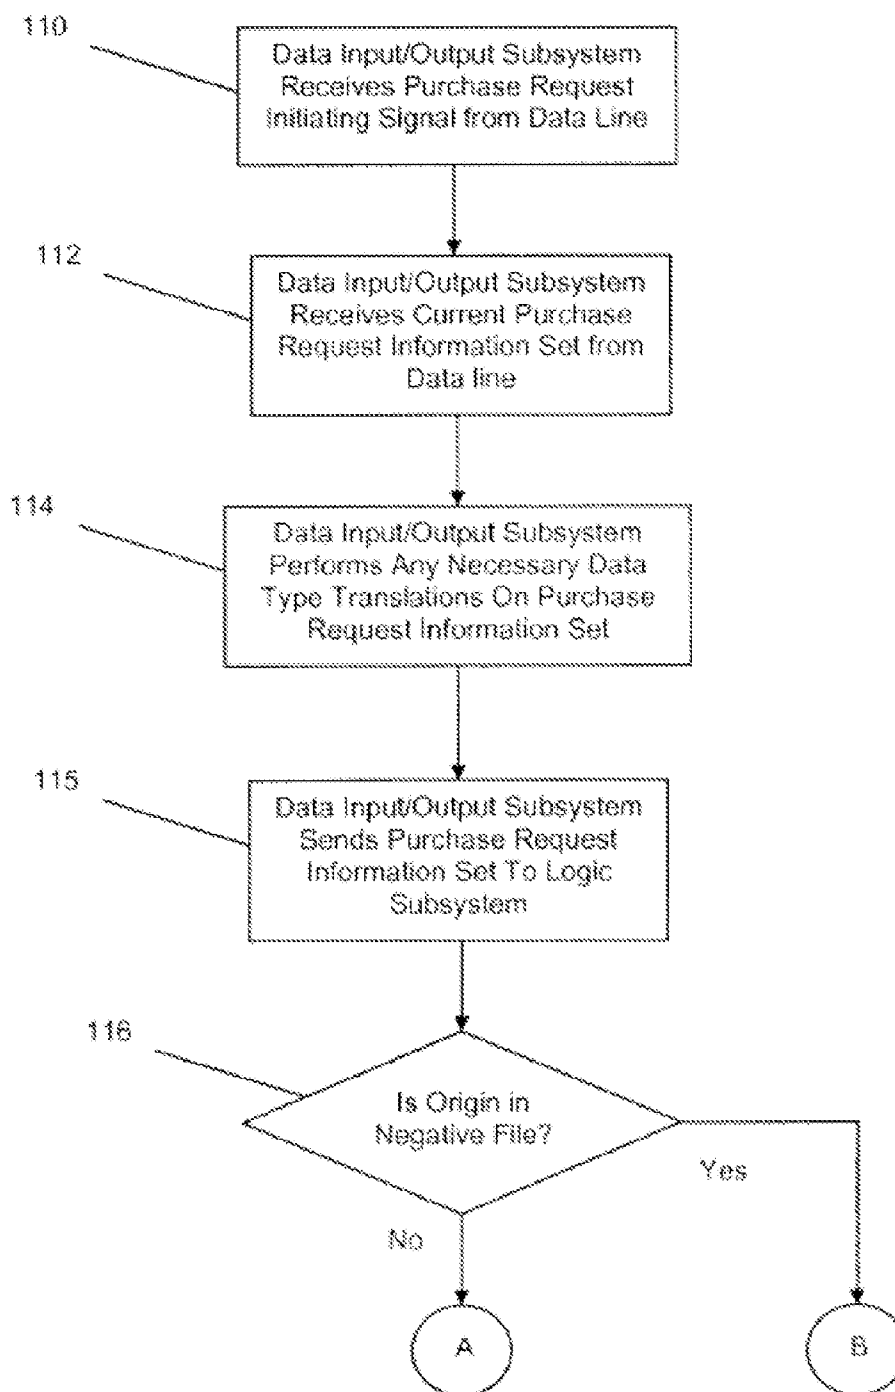 110
Data Input/Output Subsystem
Receives Purchase Request
Initiating Signal from Data Line
112
Data Input/Output Subsystem
Receives Current Purchase
Request Information Set from
Data line
114
Data Input/Output Subsystem
Performs Any Necessary Data
Type Translations On Purchase
Request Information Set
115
Data Input/Output Subsystem
Sends Purchase Request
Information Set To Logic
Subsystem
116
Is Origin in
Negative File?
Yes
No
A
B